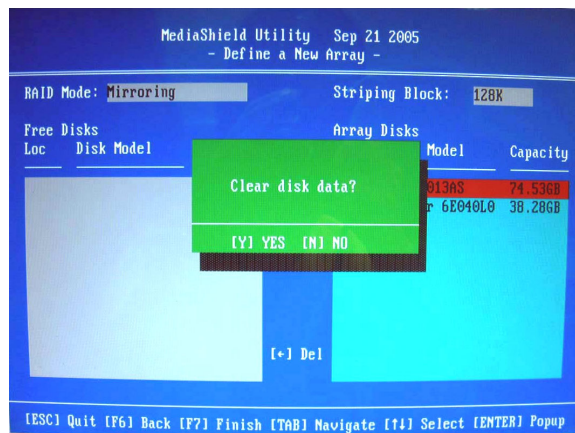 MediaShield Utility Sep 21 2005
- Define a New Array -
RAID Mode: Mirroring Striping Block: 128K
Free Disks Array Disks
Loc Disk Model Model Capacity
Clear disk data?
[Y] YES [N] NO
013AS 74.53GB
r 6E040L0 38.28GB
[←] Del
[ESC] Quit [F6] Back [F7] Finish [TAB] Navigate [↑↓] Select [ENTER] Popup